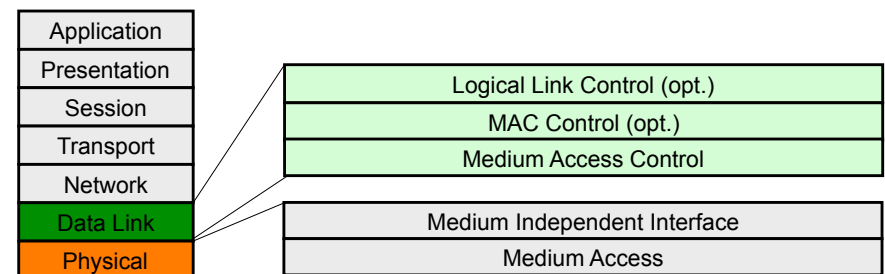 Application
Presentation
Session
Transport
Network
Data Link
Physical
Logical Link Control (opt.)
MAC Control (opt.)
Medium Access Control
Medium Independent Interface
Medium Access